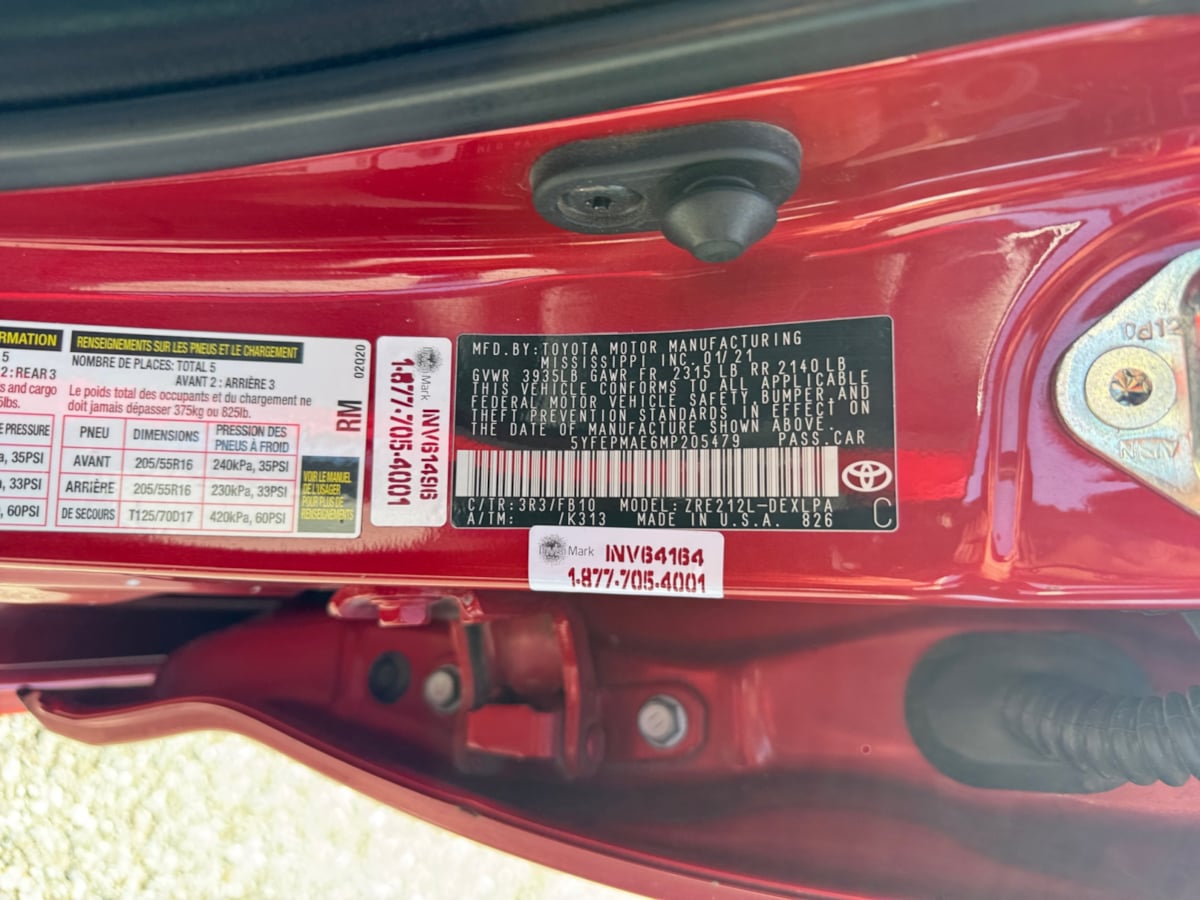 RMATION
5
2: REAR 3
s and cargo
5lbs.
E PRESSURE
, 35PSI
, 33PSI
, 60PSI
RENSEIGNEMENTS SUR LES PNEUS ET LE CHARGEMENT
NOMBRE DE PLACES: TOTAL 5
AVANT 2 : ARRIÈRE 3
Le poids total des occupants et du chargement ne
doit jamais dépasser 375kg ou 825lb.
PNEU DIMENSIONS PRESSION DES PNEUS À FROID
AVANT 205/55R16 240kPa, 35PSI
ARRIÈRE 205/55R16 230kPa, 33PSI
DE SECOURS T125/70D17 420kPa, 60PSI
VOIR LE MANUEL
DE L'USAGER
POUR PLUS DE
RENSEIGNEMENTS
02Q20
RM
Mark INV614916
1-877-705-4001
MFD.BY:TOYOTA MOTOR MANUFACTURING
MISSISSIPPI INC. 01/21
GVWR 3935LB GAWR FR 2315 LB RR 2140 LB
THIS VEHICLE CONFORMS TO ALL APPLICABLE
FEDERAL MOTOR VEHICLE SAFETY, BUMPER,AND
THEFT PREVENTION STANDARDS IN EFFECT ON
THE DATE OF MANUFACTURE SHOWN ABOVE.
5YFEPMAE6MP205479 PASS.CAR
C/TR: 3R3/FB10 MODEL: ZRE212L-DEXLPA
A/TM: /K313 MADE IN U.S.A. 826
C
Mark INV64164
1-877-705-4001